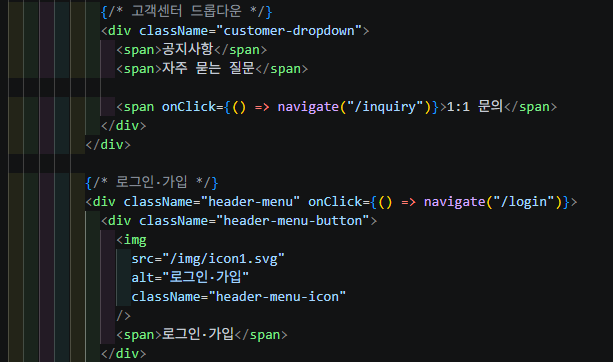 {/* 고객센터 드롭다운 */}
<div className="customer-dropdown">
<span>공지사항</span>
<span>자주 묻는 질문</span>
<span onClick={() => navigate("/inquiry")}>1:1 문의</span>
</div>
</div>
{/* 로그인·가입 */}
<div className="header-menu" onClick={() => navigate("/login")}>
<div className="header-menu-button">
<img
src="/img/icon1.svg"
alt="로그인·가입"
className="header-menu-icon"
/>
<span>로그인·가입</span>
</div>